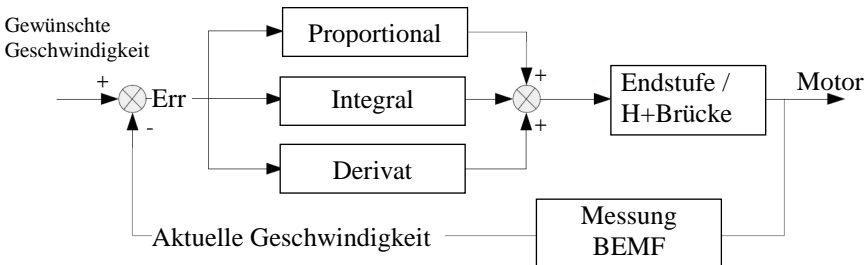 Gewünschte
Geschwindigkeit
+
-
Err
Proportional
Integral
Derivat
+
+
Endstufe /
H+Brücke
Motor
Messung
BEMF
Aktuelle Geschwindigkeit